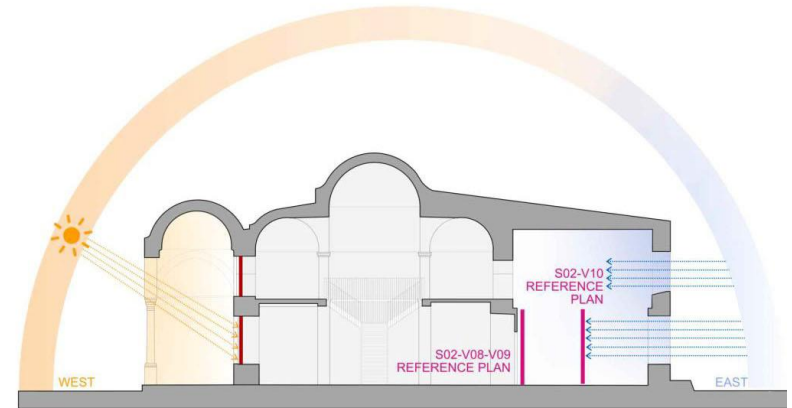 S02-V10
REFERENCE
PLAN
S02-V08-V09
REFERENCE PLAN
WEST
EAST